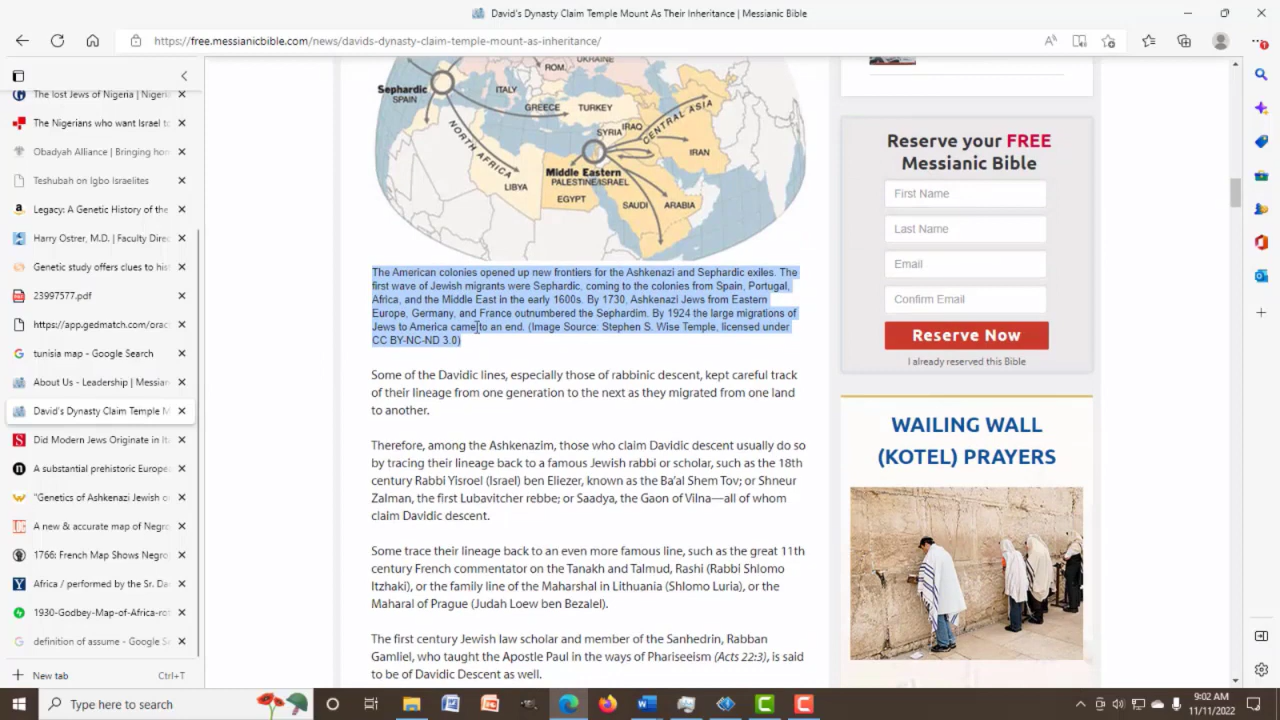 David's Dynasty Claim Temple Mount As Their Inheritance | Messianic Bible
https://free.messianicbible.com/news/davids-dynasty-claim-temple-mount-as-inheritance/
The lost Jews of Nigeria | Nigeri
The Nigerians who want Israel to
Obadyah Alliance | Bringing hom
Teshubah on Igbo Israelites
Legacy: A Genetic History of the
Harry Ostrer, M.D. | Faculty Direc
Genetic study offers clues to hist
23997577.pdf
https://app.gedmatch.com/orac
tunisia map - Google Search
About Us - Leadership | Messian
David's Dynasty Claim Temple M
Did Modern Jews Originate in Ita
A substantial prehistoric Europea
"Genetics of Ashkenazi Jewish or
A new & accurate map of Negro
1766: French Map Shows Negro
Africa / performed by the Sr. Da
1930-Godbey-Map-of-Africa-rot
definition of assume - Google Se
New tab
Ctrl+T
UKRAINE
ROM.
Sephardic
SPAIN
ITALY
GREECE
TURKEY
NORTH AFRICA
SYRIA
IRAQ
CENTRAL ASIA
IRAN
Middle Eastern
PALESTINE/ISRAEL
LIBYA
EGYPT
SAUDI
ARABIA
The American colonies opened up new frontiers for the Ashkenazi and Sephardic exiles. The
first wave of Jewish migrants were Sephardic, coming to the colonies from Spain, Portugal,
Africa, and the Middle East in the early 1600s. By 1730, Ashkenazi Jews from Eastern
Europe, Germany, and France outnumbered the Sephardim. By 1924 the large migrations of
Jews to America came to an end. (Image Source: Stephen S. Wise Temple, licensed under
CC BY-NC-ND 3.0)
Some of the Davidic lines, especially those of rabbinic descent, kept careful track
of their lineage from one generation to the next as they migrated from one land
to another.
Therefore, among the Ashkenazim, those who claim Davidic descent usually do so
by tracing their lineage back to a famous Jewish rabbi or scholar, such as the 18th
century Rabbi Yisroel (Israel) ben Eliezer, known as the Ba'al Shem Tov; or Shneur
Zalman, the first Lubavitcher rebbe; or Saadya, the Gaon of Vilna—all of whom
claim Davidic descent.
Some trace their lineage back to an even more famous line, such as the great 11th
century French commentator on the Tanakh and Talmud, Rashi (Rabbi Shlomo
Itzhaki), or the family line of the Maharshal in Lithuania (Shlomo Luria), or the
Maharal of Prague (Judah Loew ben Bezalel).
The first century Jewish law scholar and member of the Sanhedrin, Rabban
Gamliel, who taught the Apostle Paul in the ways of Phariseeism (Acts 22:3), is said
to be of Davidic Descent as well.
Reserve your FREE
Messianic Bible
First Name
Last Name
Email
Confirm Email
Reserve Now
I already reserved this Bible
WAILING WALL
(KOTEL) PRAYERS
Type here to search
9:02 AM
11/11/2022